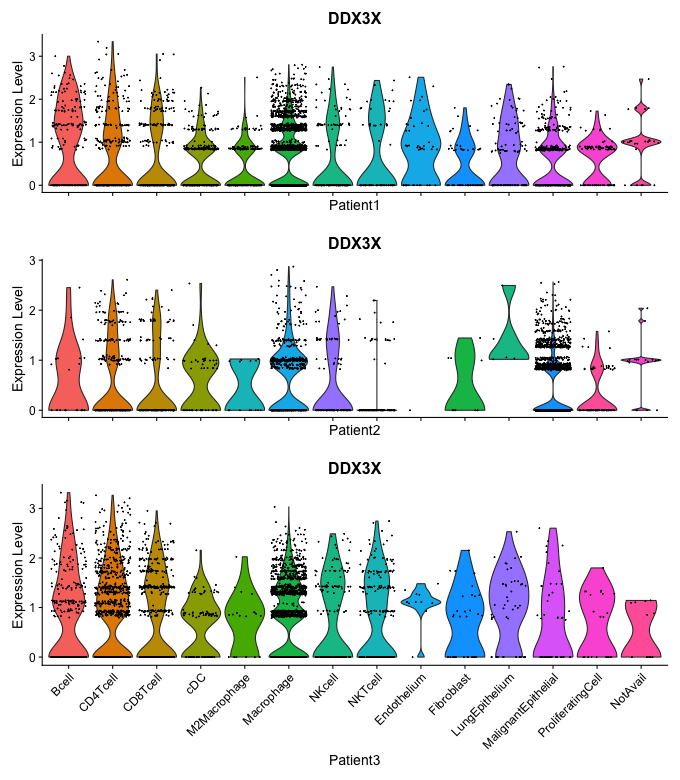 DDX3X
Expression Level
3
2
1
0
Patient1
DDX3X
Expression Level
3
2
1
0
Patient2
DDX3X
Expression Level
3
2
1
0
Bcell
CD4Tcell
CD8Tcell
cDC
M2Macrophage
Macrophage
NKcell
NKTcell
Endothelium
Fibroblast
LungEpithelium
MalignantEpithelial
ProliferatingCell
NotAvail
Patient3